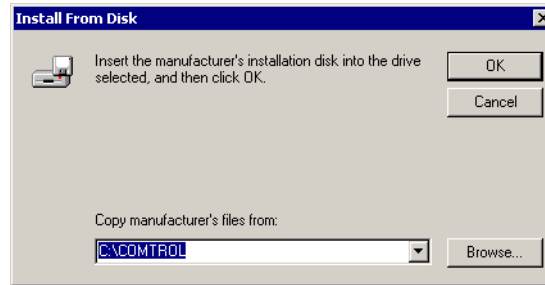 Install From Disk
Insert the manufacturer's installation disk into the drive
selected, and then click OK.
OK
Cancel
Copy manufacturer's files from:
C:\COMTROL
Browse...